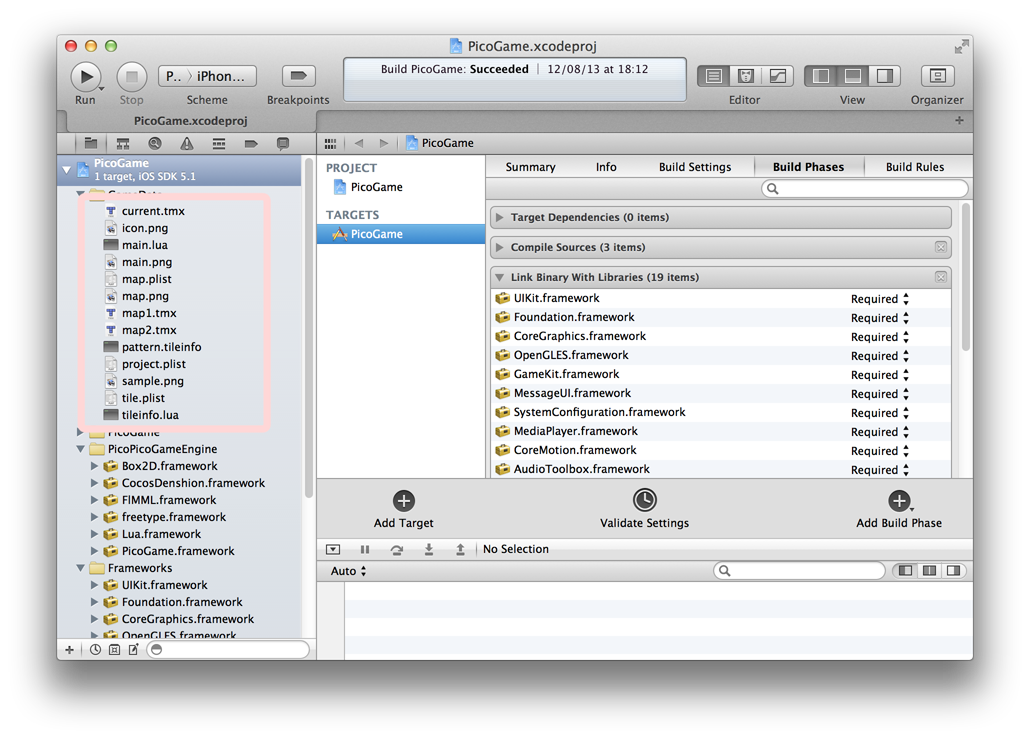 PicoGame.xcodeproj
Build PicoGame: Succeeded | 12/08/13 at 18:12
P.. iPhon...
Run
Stop
Scheme
Breakpoints
Editor
View
Organizer
PicoGame.xcodeproj
PicoGame
PicoGame
1 target, iOS SDK 5.1
GameData
current.tmx
icon.png
main.lua
main.png
map.plist
map.png
map1.tmx
map2.tmx
pattern.tileinfo
project.plist
sample.png
tile.plist
tileinfo.lua
PicoGame
PicoPicoGameEngine
Box2D.framework
CocosDenshion.framework
FlMML.framework
freetype.framework
Lua.framework
PicoGame.framework
Frameworks
UIKit.framework
Foundation.framework
CoreGraphics.framework
OpenGLES.framework
PROJECT
PicoGame
TARGETS
PicoGame
Summary
Info
Build Settings
Build Phases
Build Rules
Target Dependencies (0 items)
Compile Sources (3 items)
Link Binary With Libraries (19 items)
UIKit.framework Required
Foundation.framework Required
CoreGraphics.framework Required
OpenGLES.framework Required
GameKit.framework Required
MessageUI.framework Required
SystemConfiguration.framework Required
MediaPlayer.framework Required
CoreMotion.framework Required
AudioToolbox.framework Required
Add Target
Validate Settings
Add Build Phase
No Selection
Auto